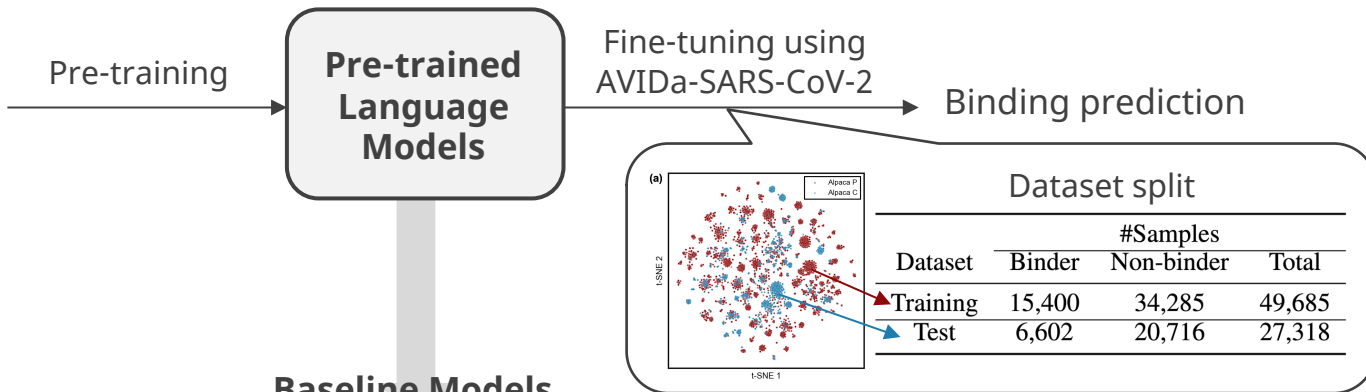 Pre-training
Pre-trained
Language
Models
Fine-tuning using
AVIDa-SARS-CoV-2
Binding prediction
(a)
Alpaca P
Alpaca C
t-SNE 2
t-SNE 1
Dataset split
#Samples
Dataset Binder Non-binder Total
Training 15,400 34,285 49,685
Test 6,602 20,716 27,318
Baseline Models